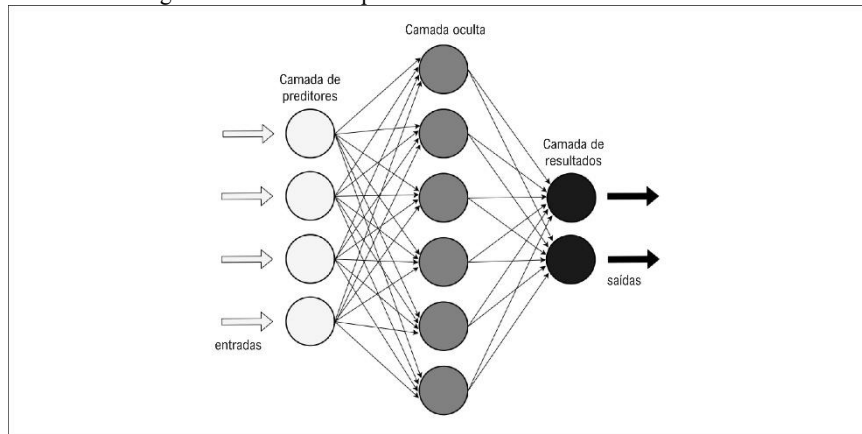 Camada oculta
Camada de
preditores
Camada de
resultados
saídas
entradas